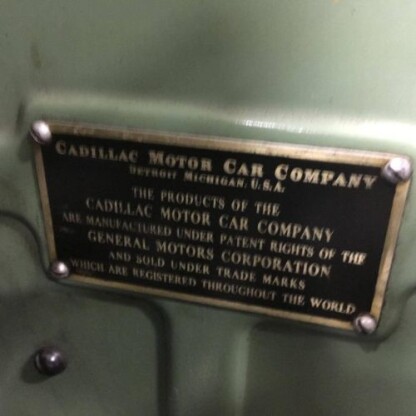 CADILLAC MOTOR CAR COMPANY
DETROIT MICHIGAN, U.S.A.
THE PRODUCTS OF THE
CADILLAC MOTOR CAR COMPANY
ARE MANUFACTURED UNDER PATENT RIGHTS OF THE
GENERAL MOTORS CORPORATION
AND SOLD UNDER TRADE MARKS
WHICH ARE REGISTERED THROUGHOUT THE WORLD